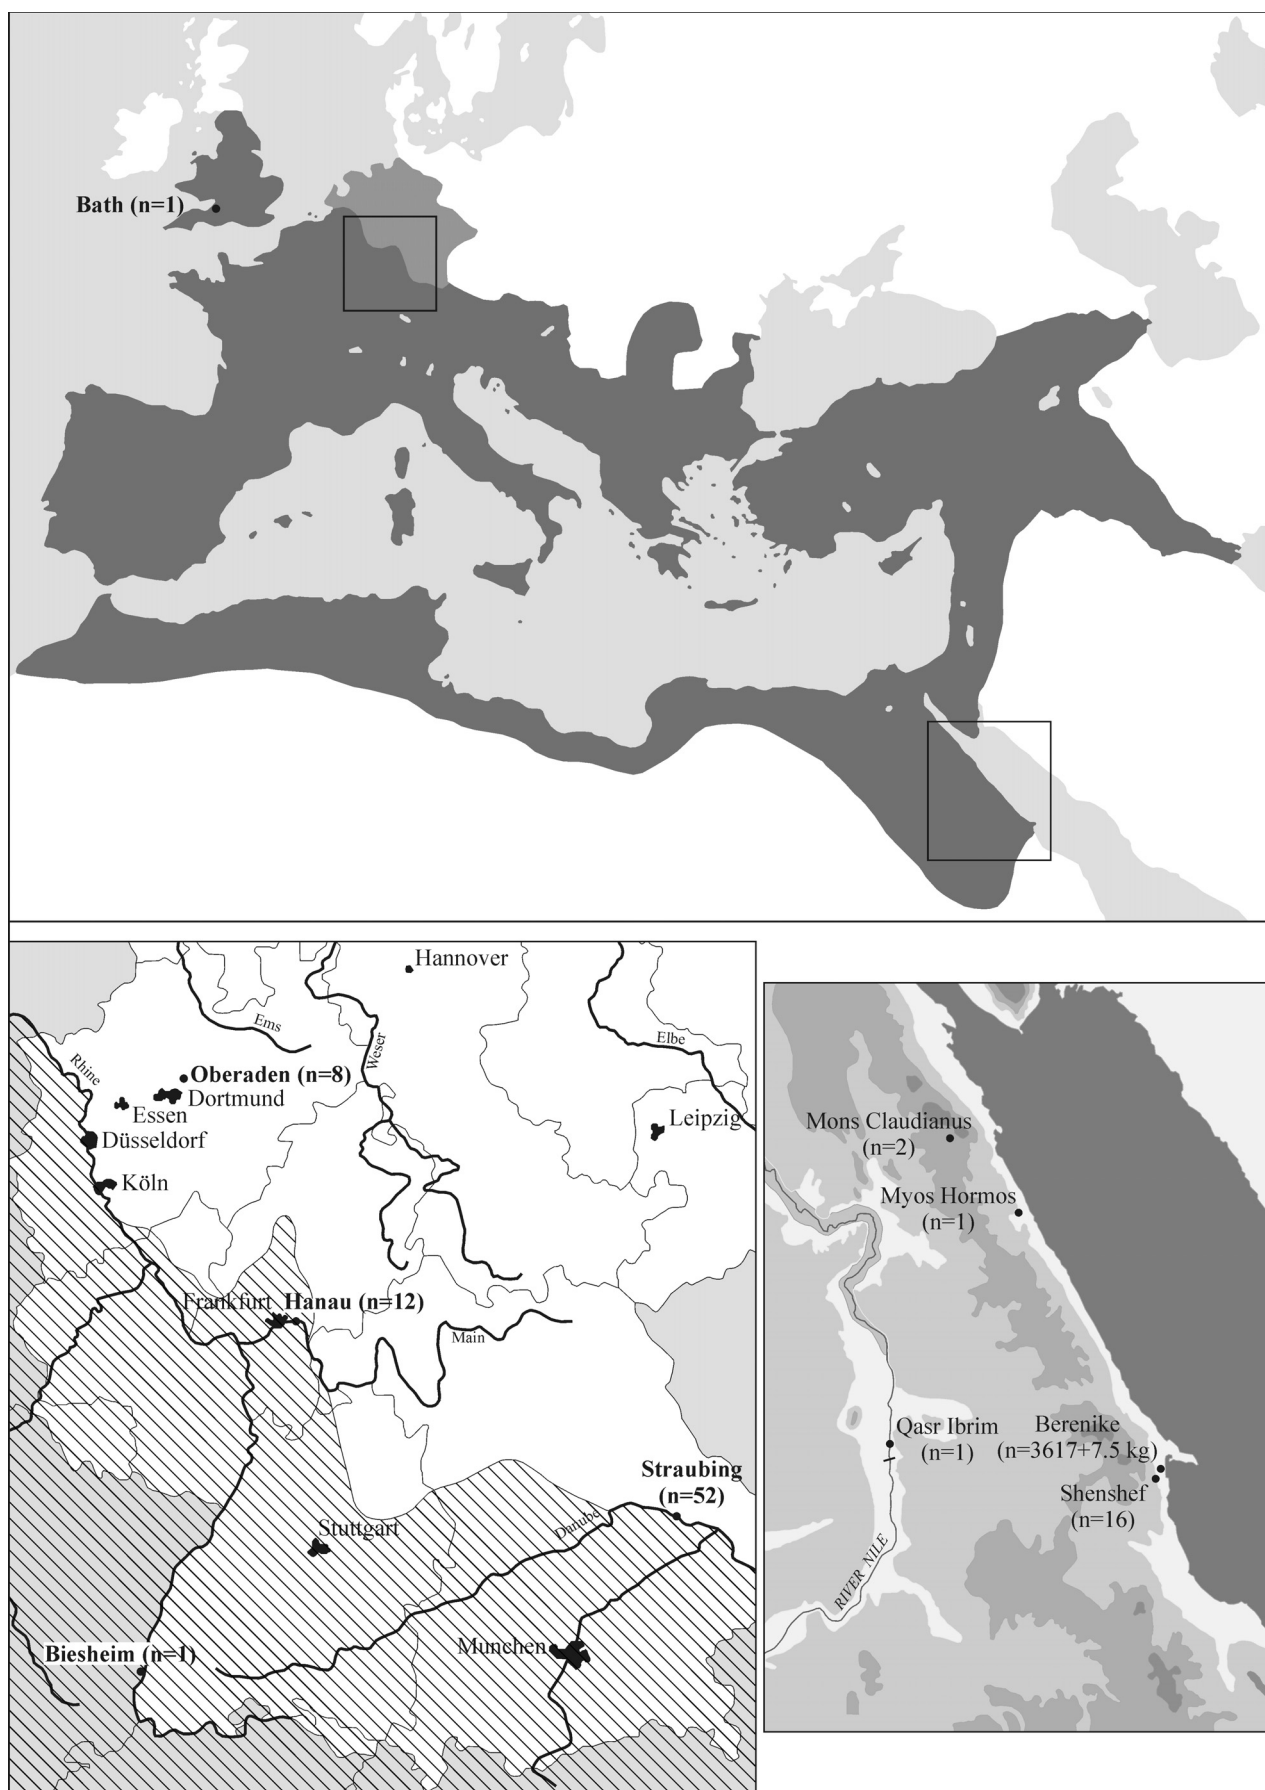 Bath (n=1)
Hannover
Ems
Weser
Elbe
Rhine
Oberaden (n=8)
Dortmund
Essen
Leipzig
Düsseldorf
Köln
Frankfurt
Hanau (n=12)
Main
Straubing
(n=52)
Danube
Stuttgart
Munchen
Biesheim (n=1)
Mons Claudianus
(n=2)
Myos Hormos
(n=1)
Qasr Ibrim
(n=1)
Berenike
(n=3617+7.5 kg)
Shenshef
(n=16)
RIVER NILE